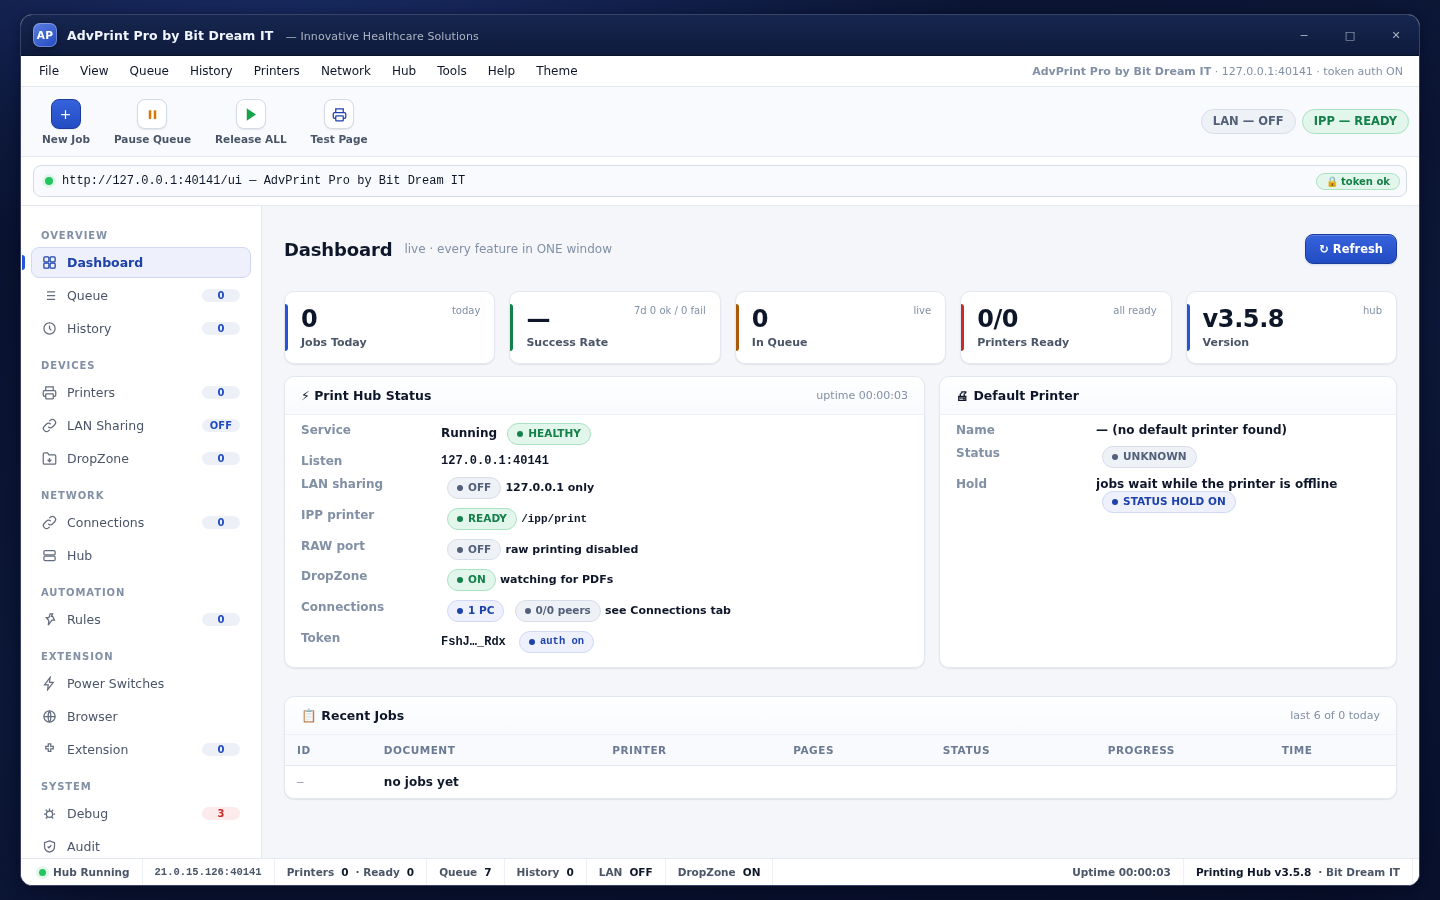 AP AdvPrint Pro by Bit Dream IT — Innovative Healthcare Solutions
File View Queue History Printers Network Hub Tools Help Theme AdvPrint Pro by Bit Dream IT · 127.0.0.1:40141 · token auth ON
New Job Pause Queue Release ALL Test Page LAN — OFF IPP — READY
http://127.0.0.1:40141/ui — AdvPrint Pro by Bit Dream IT 🔒 token ok
OVERVIEW
Dashboard
Queue 0
History 0
DEVICES
Printers 0
LAN Sharing OFF
DropZone 0
NETWORK
Connections 0
Hub
AUTOMATION
Rules 0
EXTENSION
Power Switches
Browser
Extension 0
SYSTEM
Debug 3
Audit
Dashboard live · every feature in ONE window ↻ Refresh
0 today
Jobs Today
— 7d 0 ok / 0 fail
Success Rate
0 live
In Queue
0/0 all ready
Printers Ready
v3.5.8 hub
Version
⚡ Print Hub Status uptime 00:00:03
Service Running HEALTHY
Listen 127.0.0.1:40141
LAN sharing OFF 127.0.0.1 only
IPP printer READY /ipp/print
RAW port OFF raw printing disabled
DropZone ON watching for PDFs
Connections 1 PC 0/0 peers see Connections tab
Token FshJ…_Rdx auth on
🖨 Default Printer
Name — (no default printer found)
Status UNKNOWN
Hold jobs wait while the printer is offline
STATUS HOLD ON
📋 Recent Jobs last 6 of 0 today
ID DOCUMENT PRINTER PAGES STATUS PROGRESS TIME
— no jobs yet
Hub Running 21.0.15.126:40141 Printers 0 · Ready 0 Queue 7 History 0 LAN OFF DropZone ON Uptime 00:00:03 Printing Hub v3.5.8 · Bit Dream IT